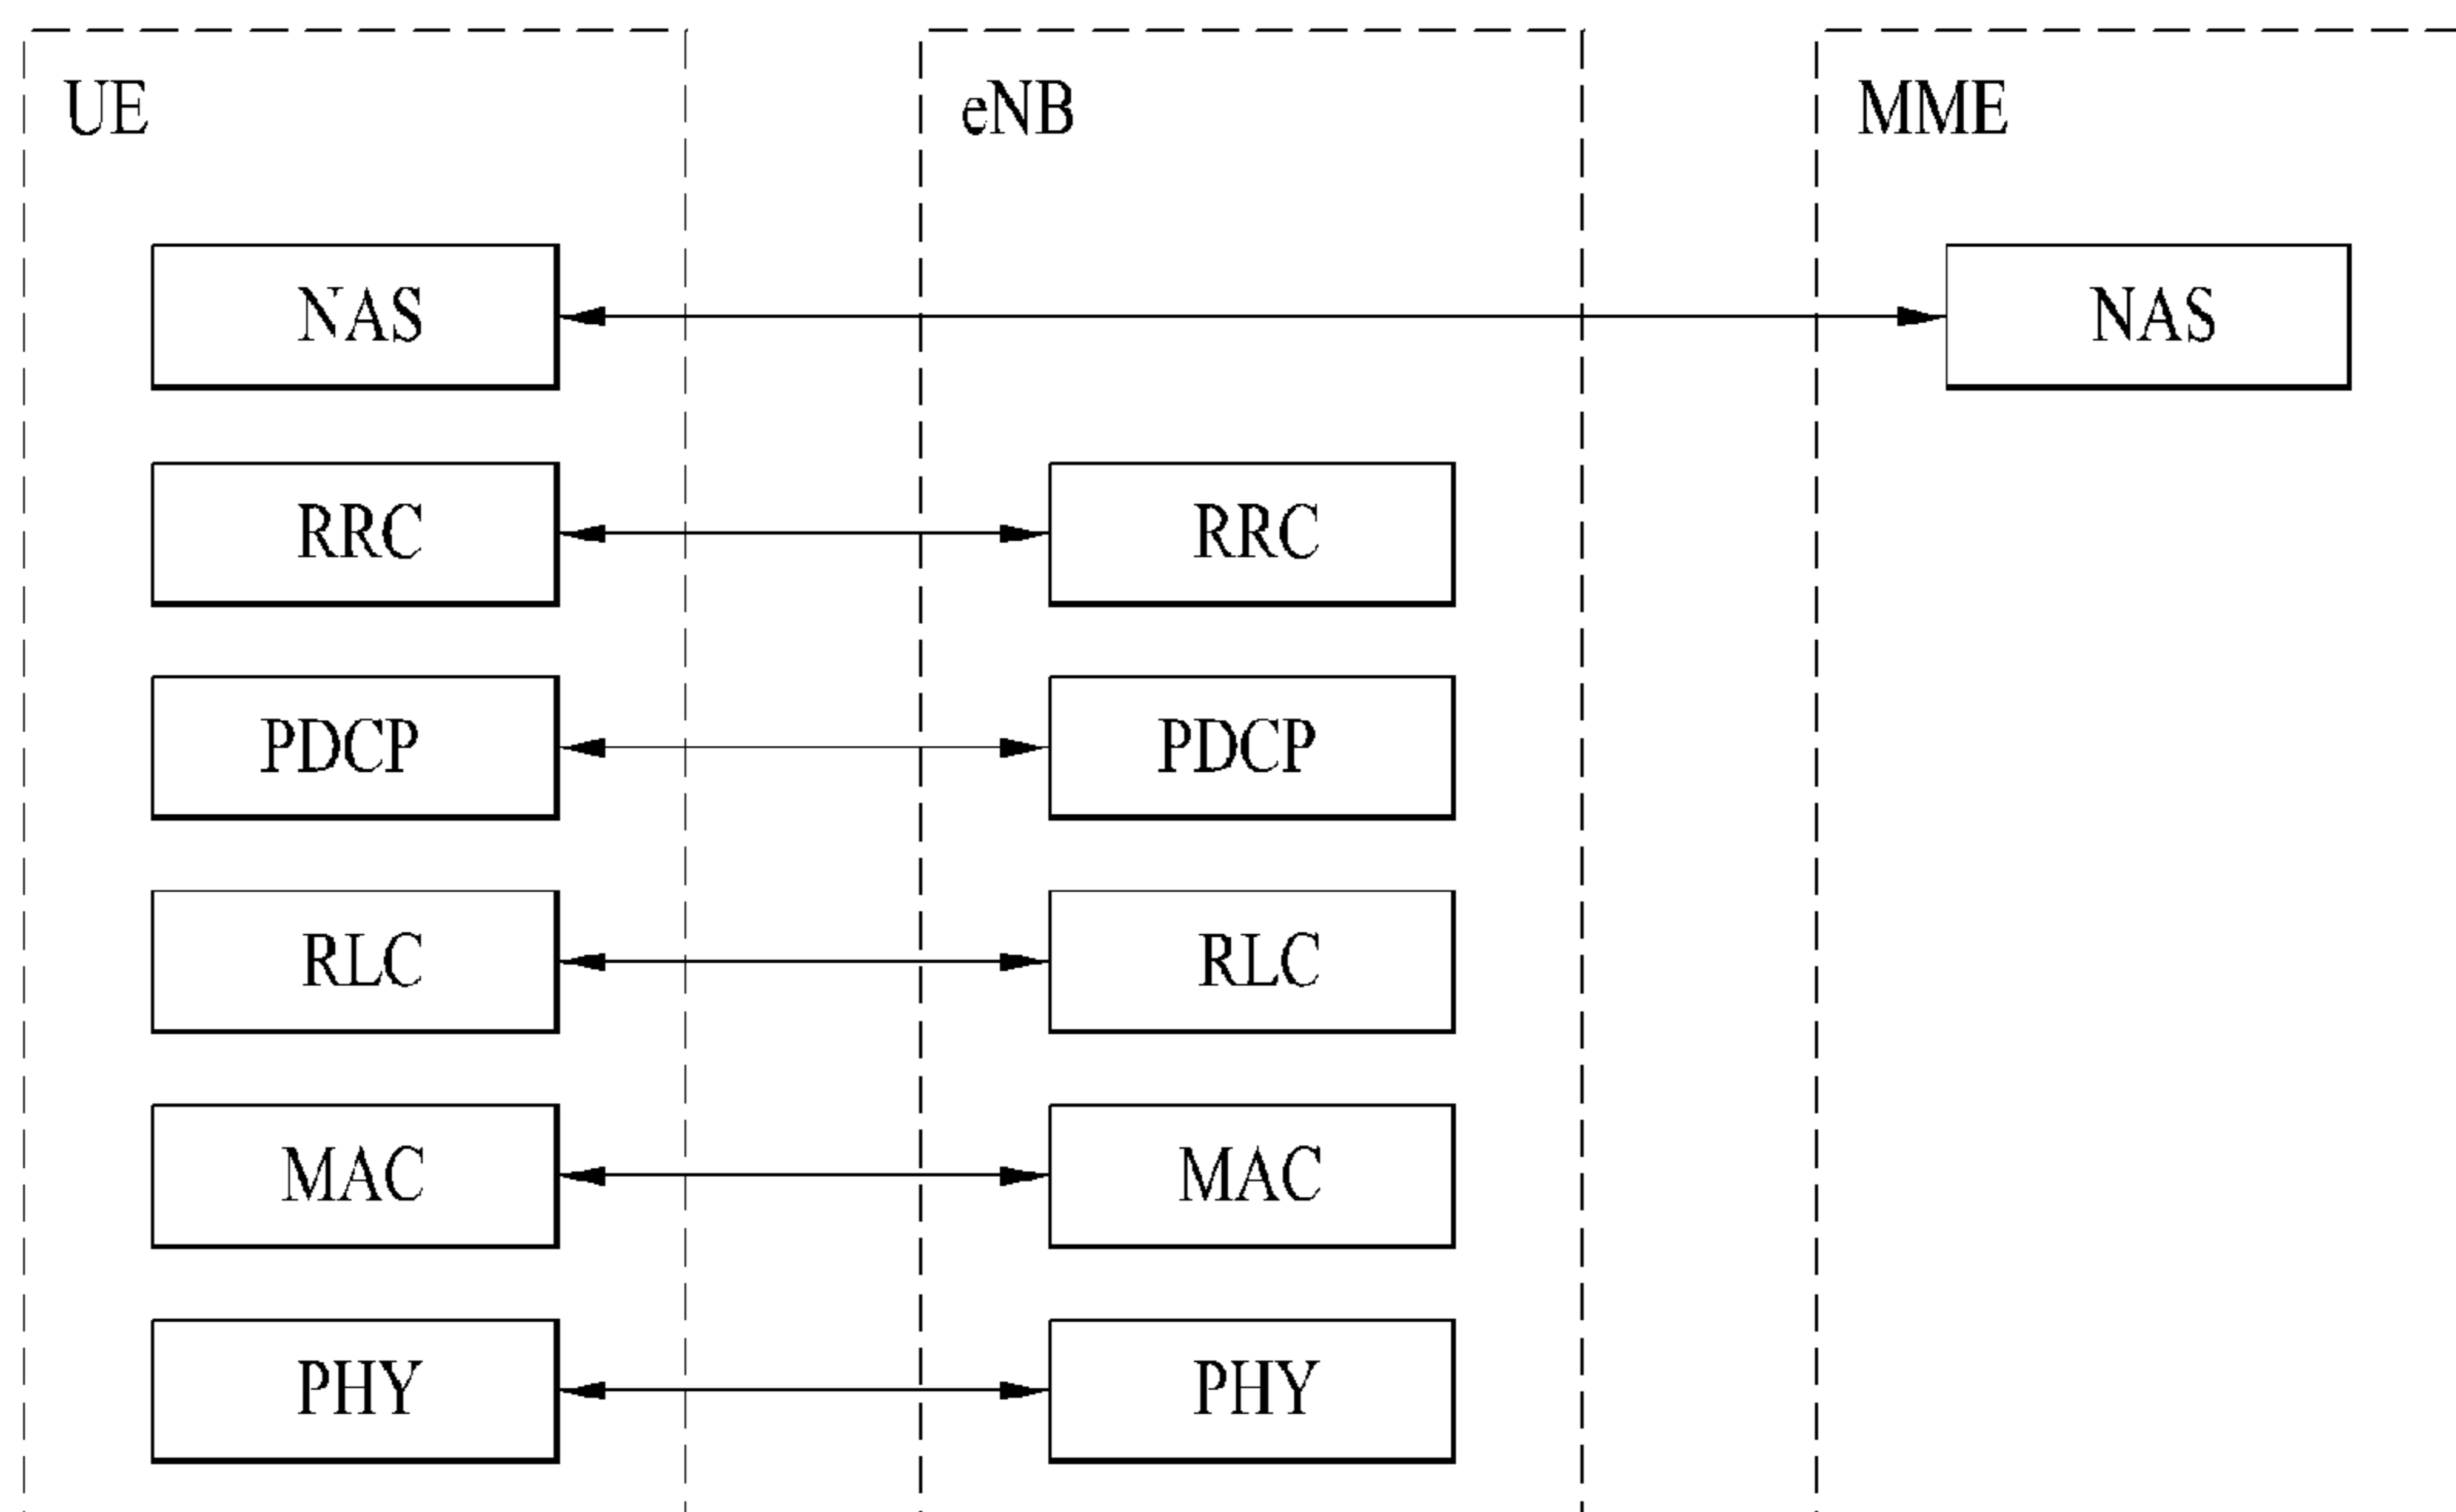 UE eNB MME
NAS NAS
RRC RRC
PDCP PDCP
RLC RLC
MAC MAC
PHY PHY